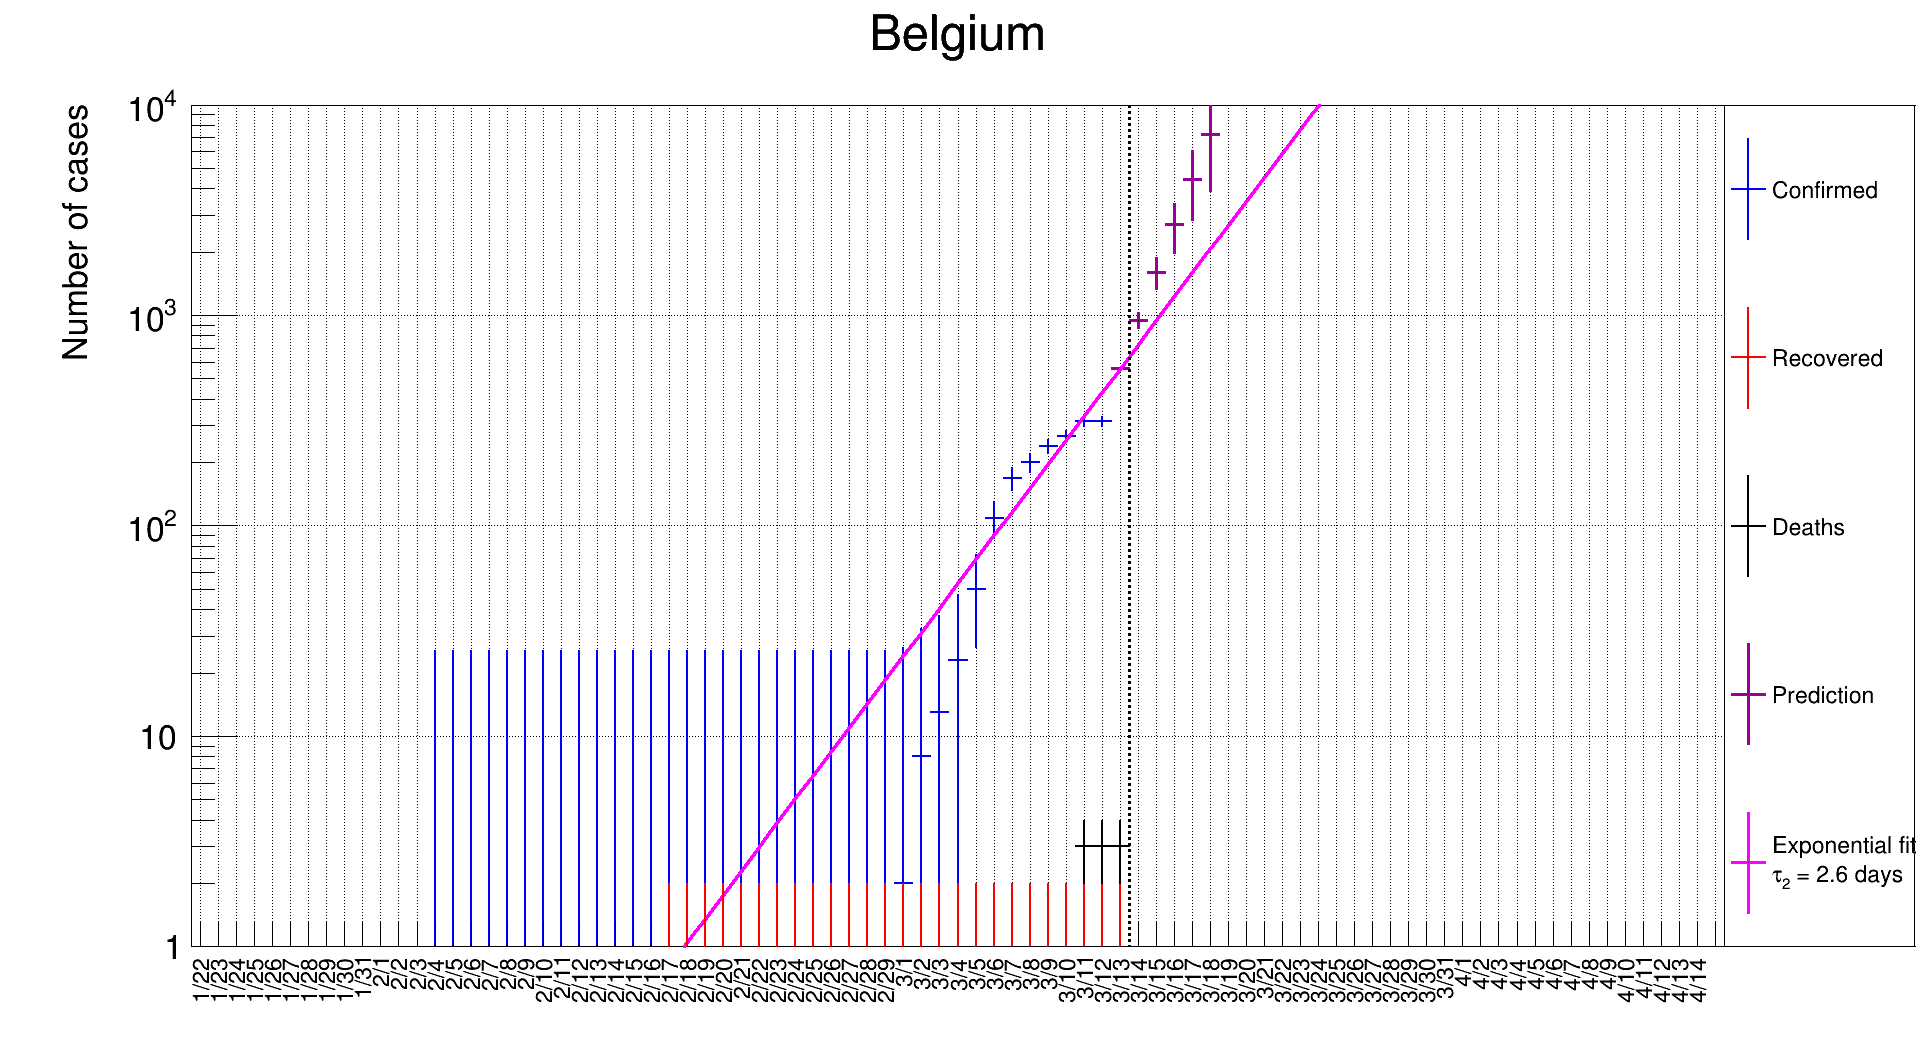 Belgium
Number of cases
10^4
10^3
10^2
10
1
1/22 1/23 1/24 1/25 1/26 1/27 1/28 1/29 1/30 1/31 2/1 2/2 2/3 2/4 2/5 2/6 2/7 2/8 2/9 2/10 2/11 2/12 2/13 2/14 2/15 2/16 2/17 2/18 2/19 2/20 2/21 2/22 2/23 2/24 2/25 2/26 2/27 2/28 2/29 3/1 3/2 3/3 3/4 3/5 3/6 3/7 3/8 3/9 3/10 3/11 3/12 3/13 3/14 3/15 3/16 3/17 3/18 3/19 3/20 3/21 3/22 3/23 3/24 3/25 3/26 3/27 3/28 3/29 3/30 3/31 4/1 4/2 4/3 4/4 4/5 4/6 4/7 4/8 4/9 4/10 4/11 4/12 4/13 4/14
Confirmed
Recovered
Deaths
Prediction
Exponential fit
τ2 = 2.6 days